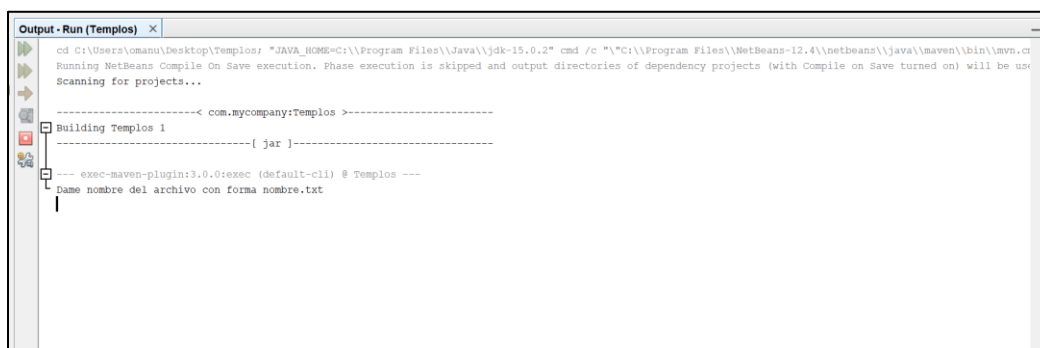 Output - Run (Templos) ×
cd C:\Users\omanu\Desktop\Templos; "JAVA_HOME=C:\\Program Files\\Java\\jdk-15.0.2" cmd /c "\"C:\\Program Files\\NetBeans-12.4\\netbeans\\java\\maven\\bin\\mvn.cm
Running NetBeans Compile On Save execution. Phase execution is skipped and output directories of dependency projects (with Compile on Save turned on) will be use
Scanning for projects...
-----------------------< com.mycompany:Templos >------------------------
Building Templos 1
--------------------------------[ jar ]---------------------------------
--- exec-maven-plugin:3.0.0:exec (default-cli) @ Templos ---
Dame nombre del archivo con forma nombre.txt